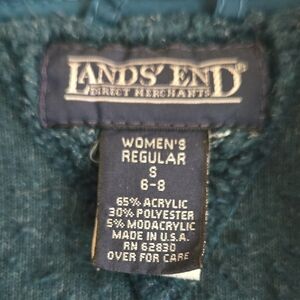 LANDS' END®
DIRECT MERCHANTS
WOMEN'S
REGULAR
S
6-8
65% ACRYLIC
30% POLYESTER
5% MODACRYLIC
MADE IN U.S.A.
RN 62830
OVER FOR CARE